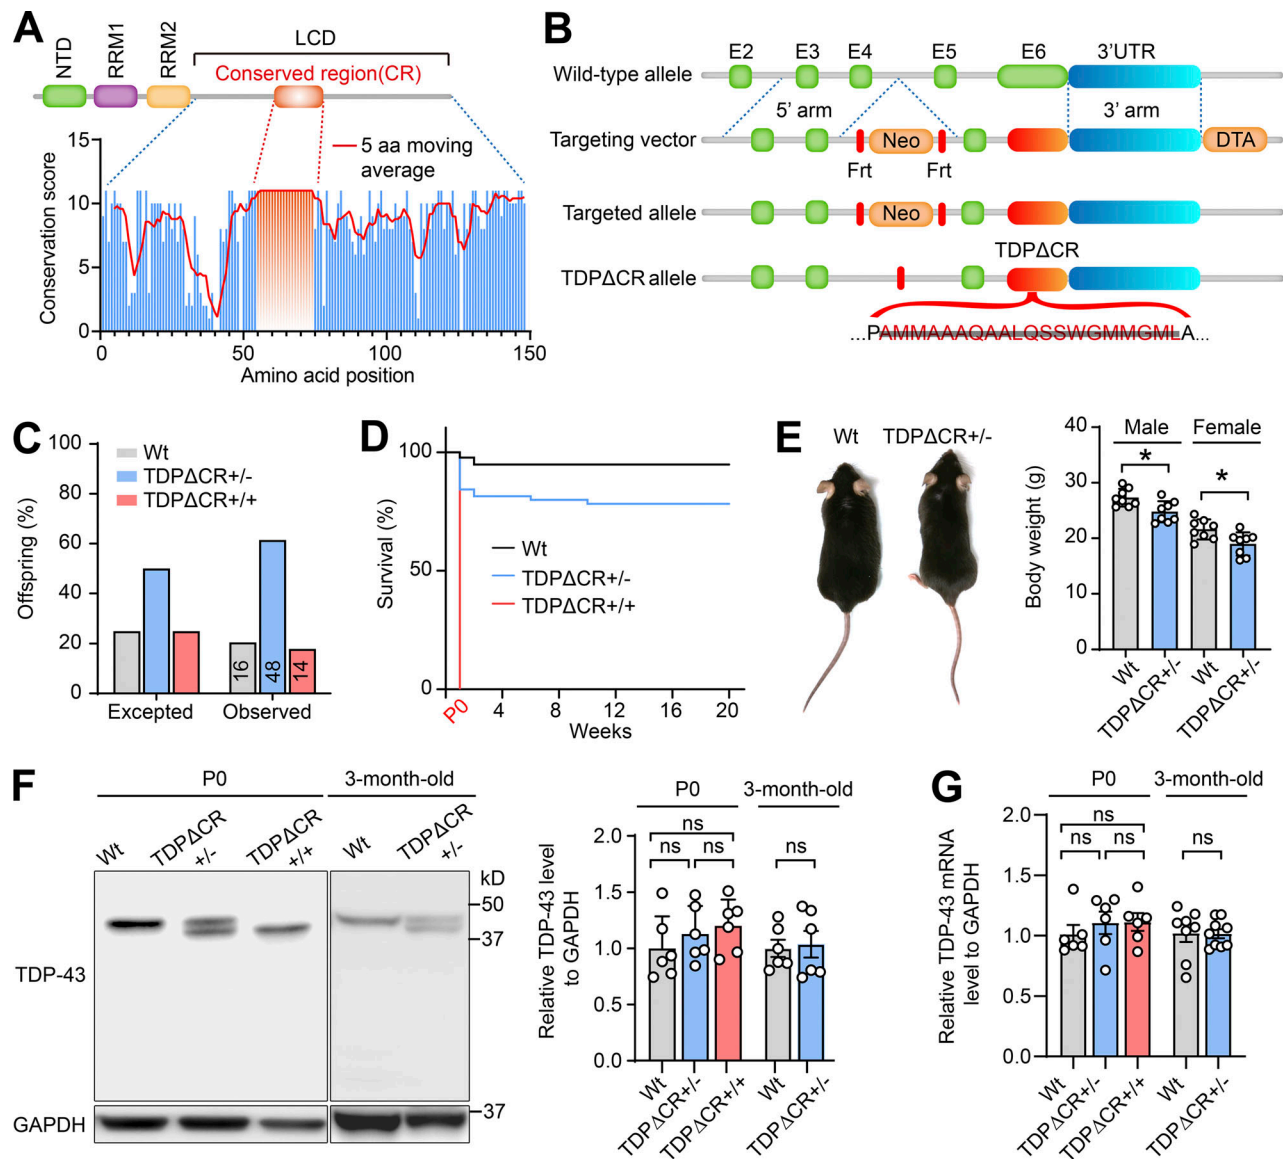 A
NTD
RRM1
RRM2
LCD
Conserved region(CR)
5 aa moving
average
Conservation score
15
10
5
0
0
50
100
150
Amino acid position
B
E2
E3
E4
E5
E6
3'UTR
Wild-type allele
5' arm
3' arm
Targeting vector
Neo
DTA
Frt
Frt
Targeted allele
Neo
TDPΔCR
TDPΔCR allele
...PAMMAAAQAALQSSWGMMGMLA...
C
Offspring (%)
100
80
60
40
20
0
Wt
TDPΔCR+/-
TDPΔCR+/+
16
48
14
Excepted
Observed
D
Survival (%)
100
50
0
Wt
TDPΔCR+/-
TDPΔCR+/+
P0
4
8
12
16
20
Weeks
E
Wt
TDPΔCR+/-
Body weight (g)
40
30
20
10
0
Male
Female
*
*
Wt
TDPΔCR+/-
Wt
TDPΔCR+/-
F
P0
3-month-old
Wt
TDPΔCR
+/-
TDPΔCR
+/+
Wt
TDPΔCR
+/-
kD
50
37
TDP-43
37
GAPDH
P0
3-month-old
Relative TDP-43 level
to GAPDH
2.0
1.5
1.0
0.5
0.0
ns
ns
ns
ns
Wt
TDPΔCR+/-
TDPΔCR+/+
Wt
TDPΔCR+/-
G
P0
3-month-old
Relative TDP-43 mRNA
level to GAPDH
2.0
1.5
1.0
0.5
0.0
ns
ns
ns
ns
Wt
TDPΔCR+/-
TDPΔCR+/+
Wt
TDPΔCR+/-